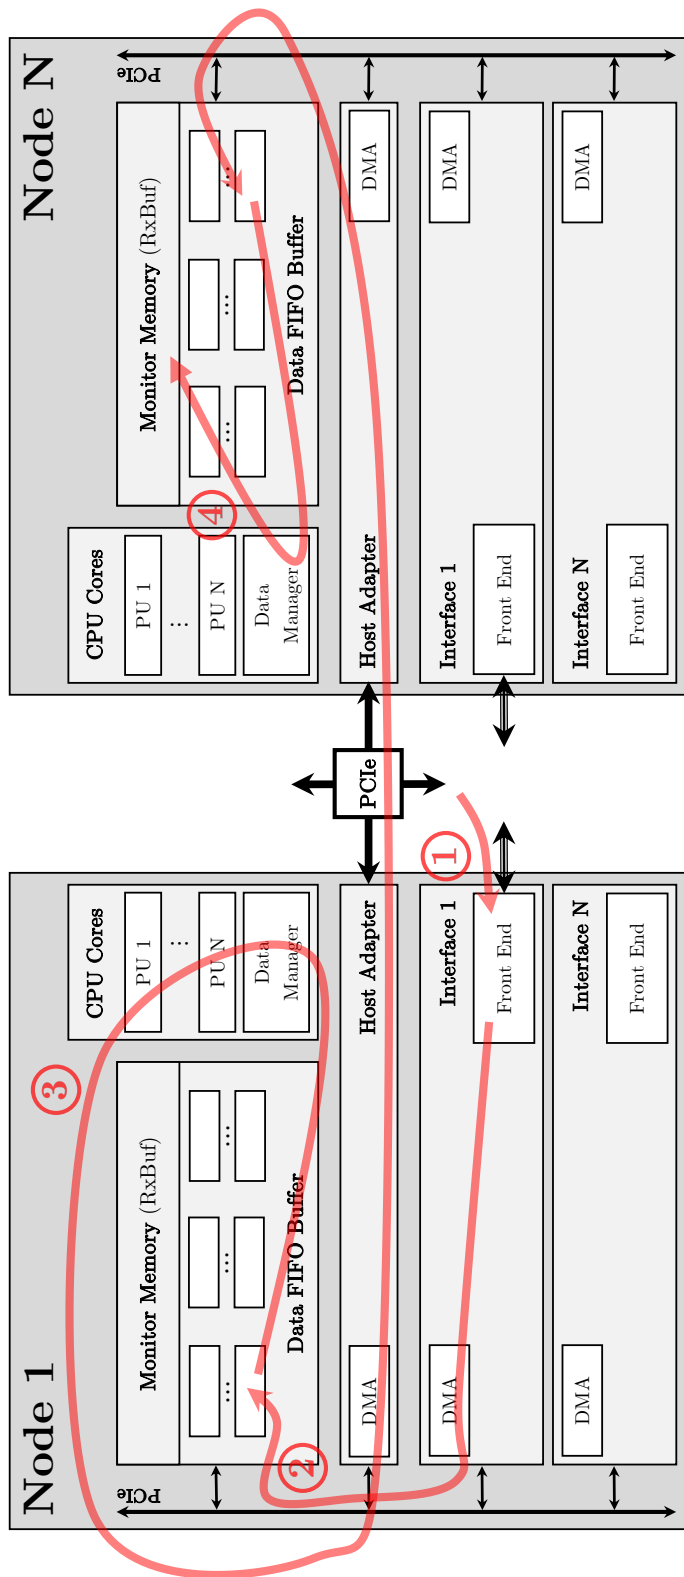 Node 1
PCIe
Monitor Memory (RxBuf)
...
...
...
Data FIFO Buffer
CPU Cores
PU 1
...
PU N
Data
Manager
Host Adapter
DMA
Interface 1
DMA
Front End
Interface N
DMA
Front End
PCIe
1
2
3
4
Node N
PCIe
CPU Cores
PU 1
...
PU N
Data
Manager
Monitor Memory (RxBuf)
...
...
...
Data FIFO Buffer
Host Adapter
DMA
Interface 1
Front End
DMA
Interface N
Front End
DMA